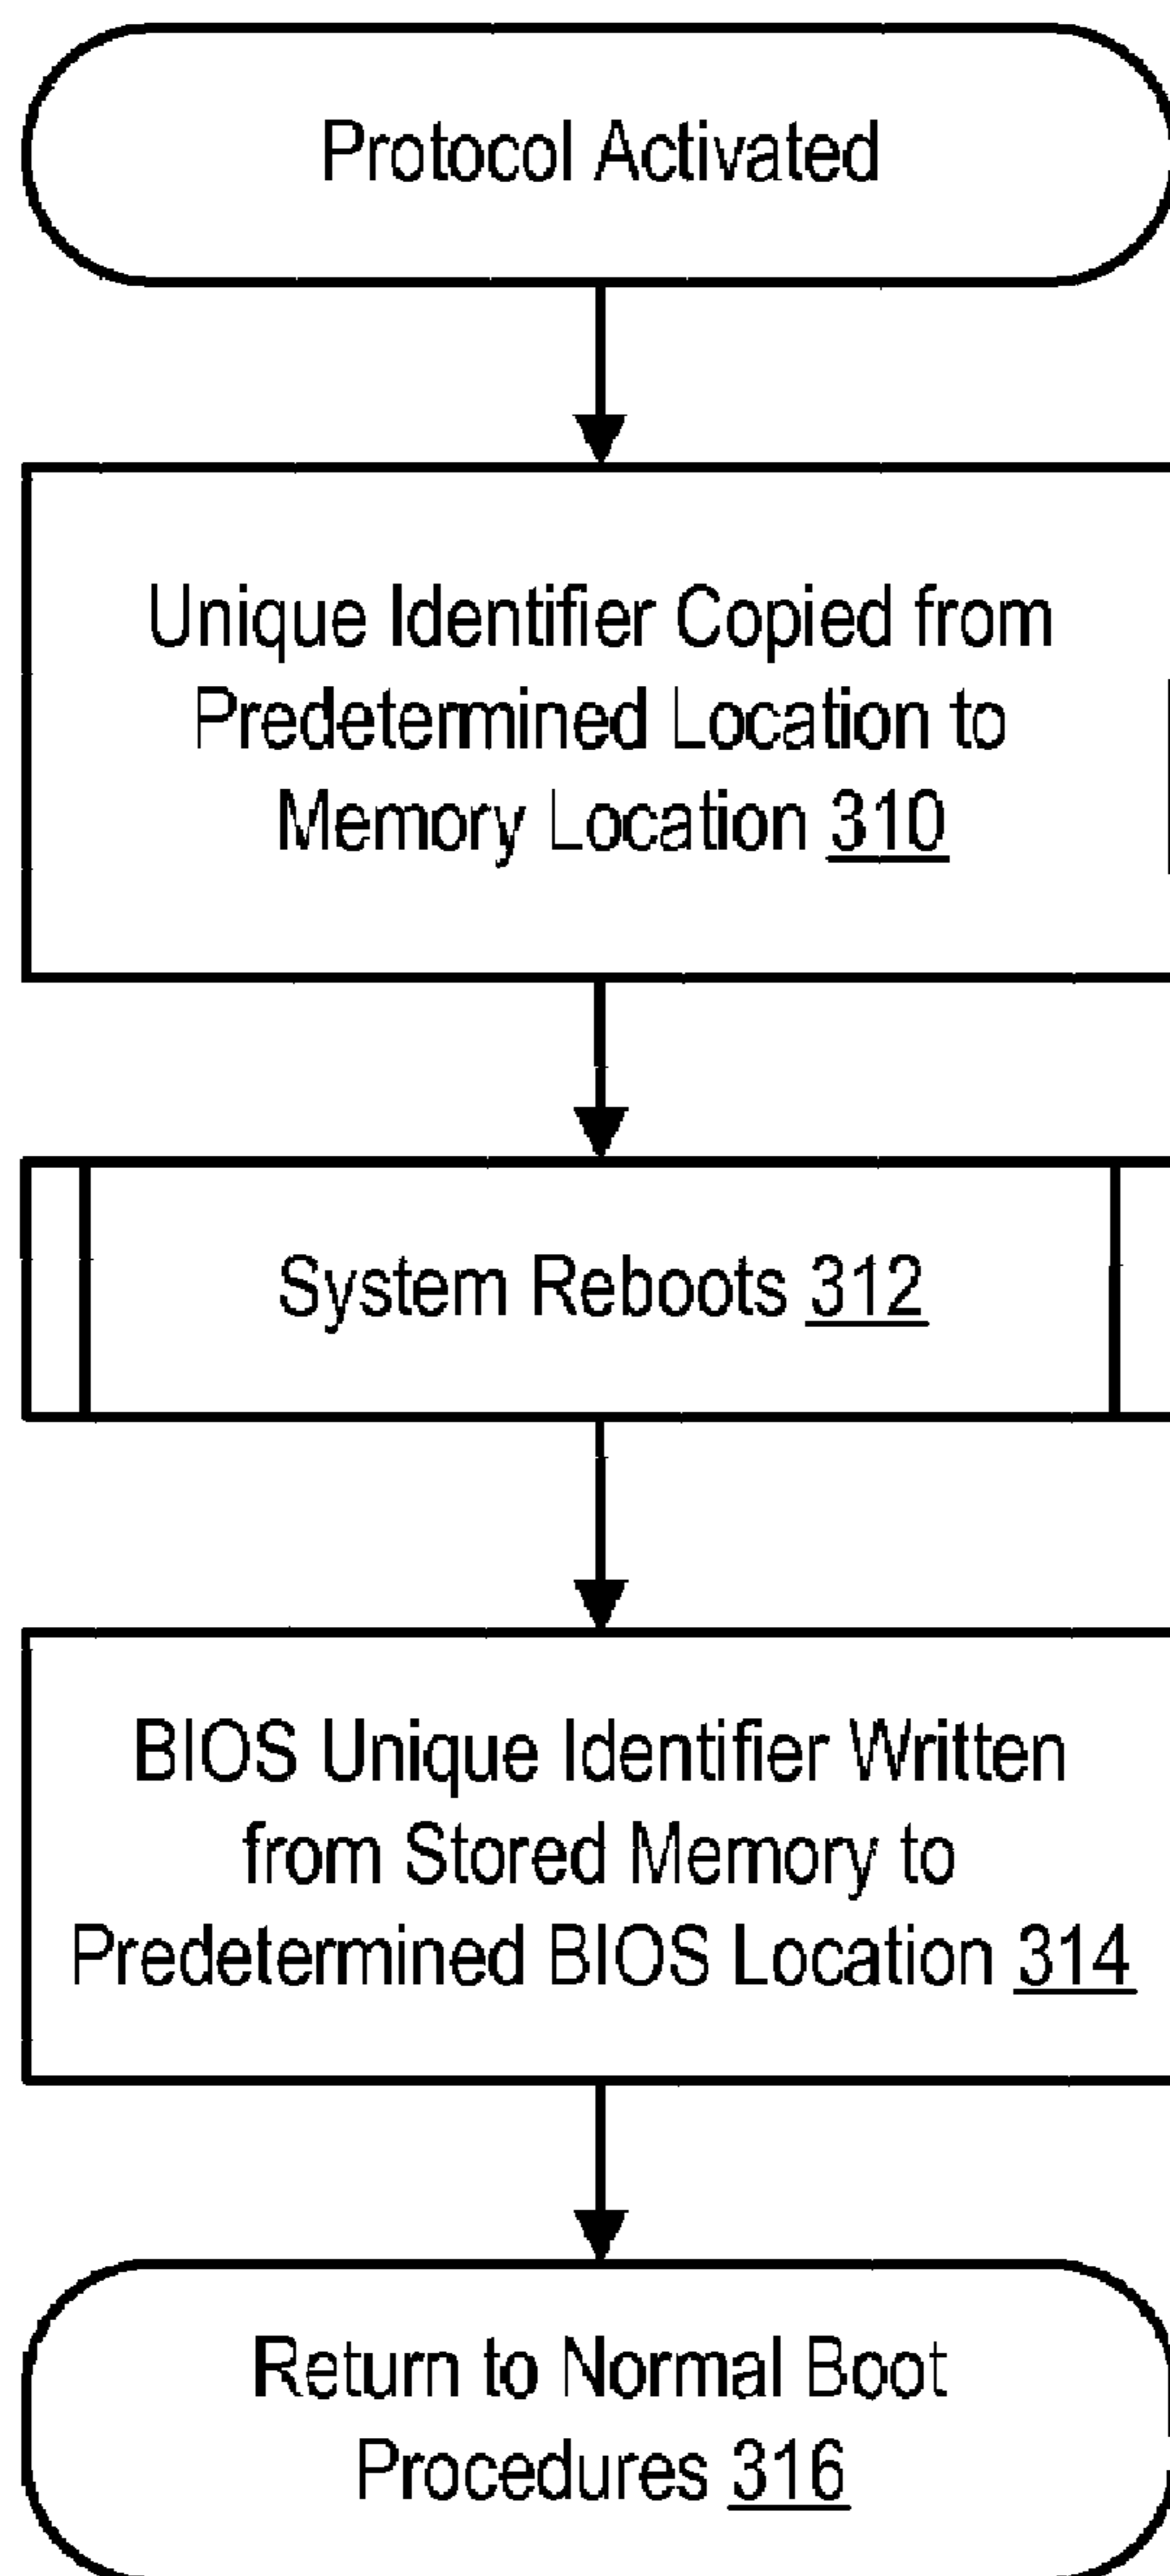 Protocol Activated
Unique Identifier Copied from
Predetermined Location to
Memory Location 310
System Reboots 312
BIOS Unique Identifier Written
from Stored Memory to
Predetermined BIOS Location 314
Return to Normal Boot
Procedures 316